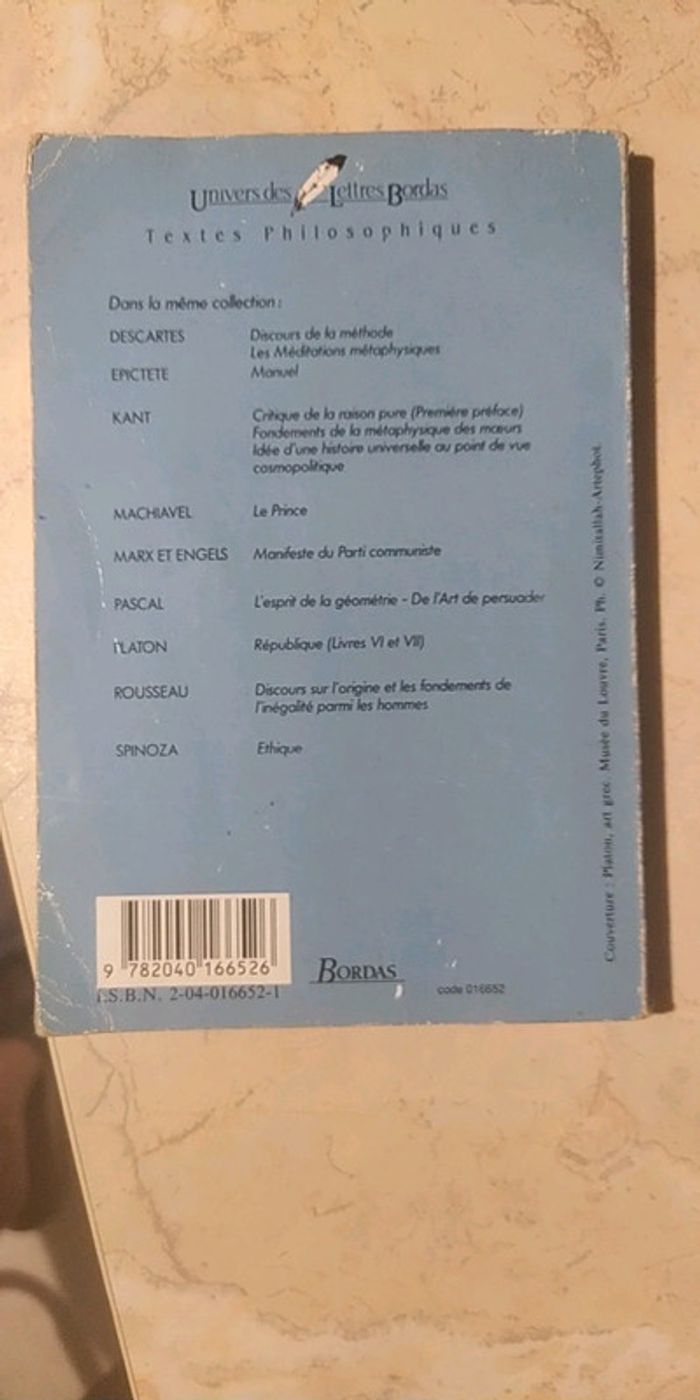 Univers des Lettres Bordas
Textes Philosophiques
Dans la même collection :
DESCARTES Discours de la méthode
Les Méditations métaphysiques
EPICTETE Manuel
KANT Critique de la raison pure (Première préface)
Fondements de la métaphysique des mœurs
Idée d'une histoire universelle au point de vue
cosmopolitique
MACHIAVEL Le Prince
MARX ET ENGELS Manifeste du Parti communiste
PASCAL L'esprit de la géométrie - De l'Art de persuader
PLATON République (Livres VI et VII)
ROUSSEAU Discours sur l'origine et les fondements de
l'inégalité parmi les hommes
SPINOZA Ethique
9 782040 166526
I.S.B.N. 2-04-016652-1
BORDAS
code 016652
Couverture : Platon, art grec. Musée du Louvre, Paris. Ph. © Nimitallah-Artephot.